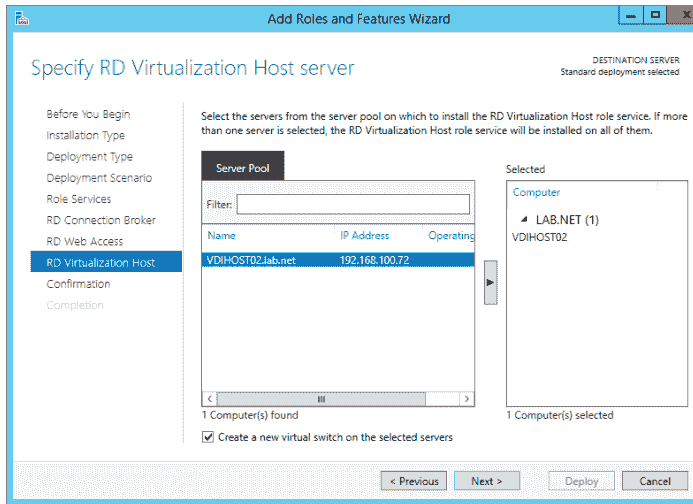 Add Roles and Features Wizard
Specify RD Virtualization Host server
DESTINATION SERVER
Standard deployment selected
Before You Begin
Installation Type
Deployment Type
Deployment Scenario
Role Services
RD Connection Broker
RD Web Access
RD Virtualization Host
Confirmation
Completion
Select the servers from the server pool on which to install the RD Virtualization Host role service. If more
than one server is selected, the RD Virtualization Host role service will be installed on all of them.
Server Pool
Filter:
Name IP Address Operating
VDIHOST02.lab.net 192.168.100.72
1 Computer(s) found
Selected
Computer
LAB.NET (1)
VDIHOST02
1 Computer(s) selected
Create a new virtual switch on the selected servers
< Previous Next > Deploy Cancel